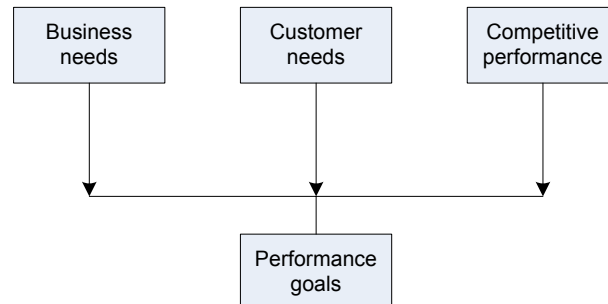 Business
needs
Customer
needs
Competitive
performance
Performance
goals